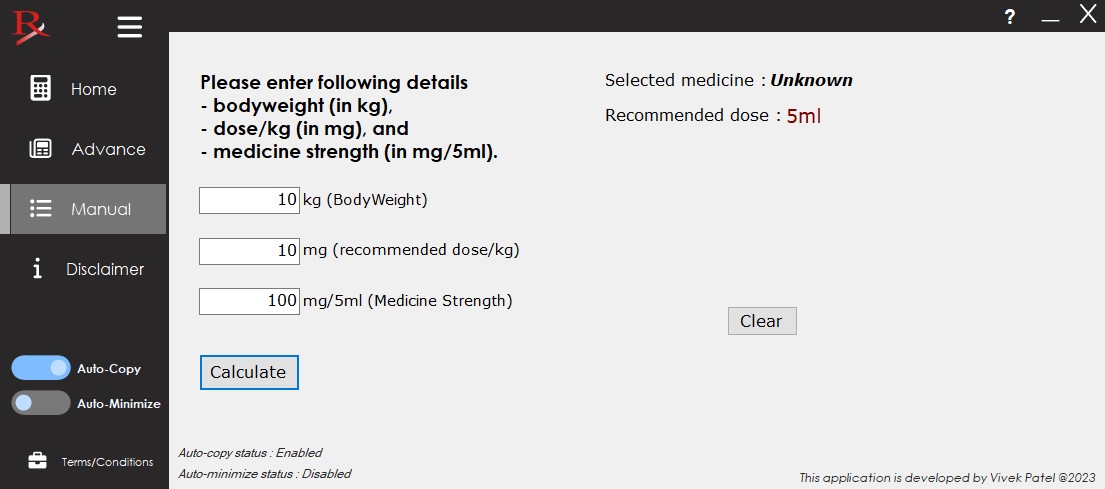 Rx
?
Home
Advance
Manual
Disclaimer
Auto-Copy
Auto-Minimize
Terms/Conditions
Please enter following details
- bodyweight (in kg),
- dose/kg (in mg), and
- medicine strength (in mg/5ml).
10 kg (BodyWeight)
10 mg (recommended dose/kg)
100 mg/5ml (Medicine Strength)
Calculate
Selected medicine : Unknown
Recommended dose : 5ml
Clear
Auto-copy status : Enabled
Auto-minimize status : Disabled
This application is developed by Vivek Patel @2023